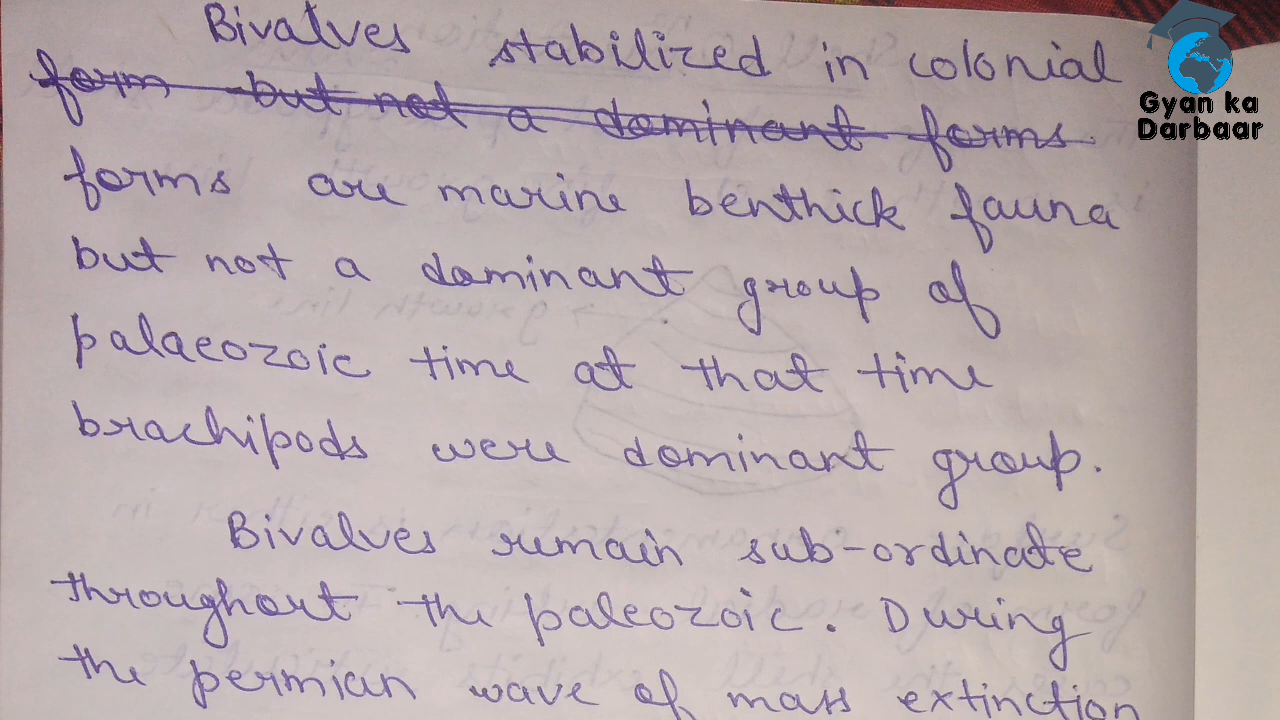 Bivalves stabilized in colonial
form but not a dominant forms
forms are marine benthick fauna
but not a dominant group of
palaeozoic time at that time
brachipods were dominant group.
Bivalves remain sub-ordinate
throughout the paleozoic. During
the permian wave of mass extinction
Gyan ka
Darbaar